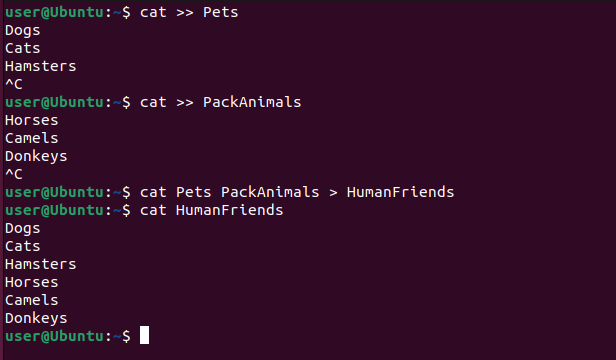 user@Ubuntu:~$ cat >> Pets
Dogs
Cats
Hamsters
^C
user@Ubuntu:~$ cat >> PackAnimals
Horses
Camels
Donkeys
^C
user@Ubuntu:~$ cat Pets PackAnimals > HumanFriends
user@Ubuntu:~$ cat HumanFriends
Dogs
Cats
Hamsters
Horses
Camels
Donkeys
user@Ubuntu:~$